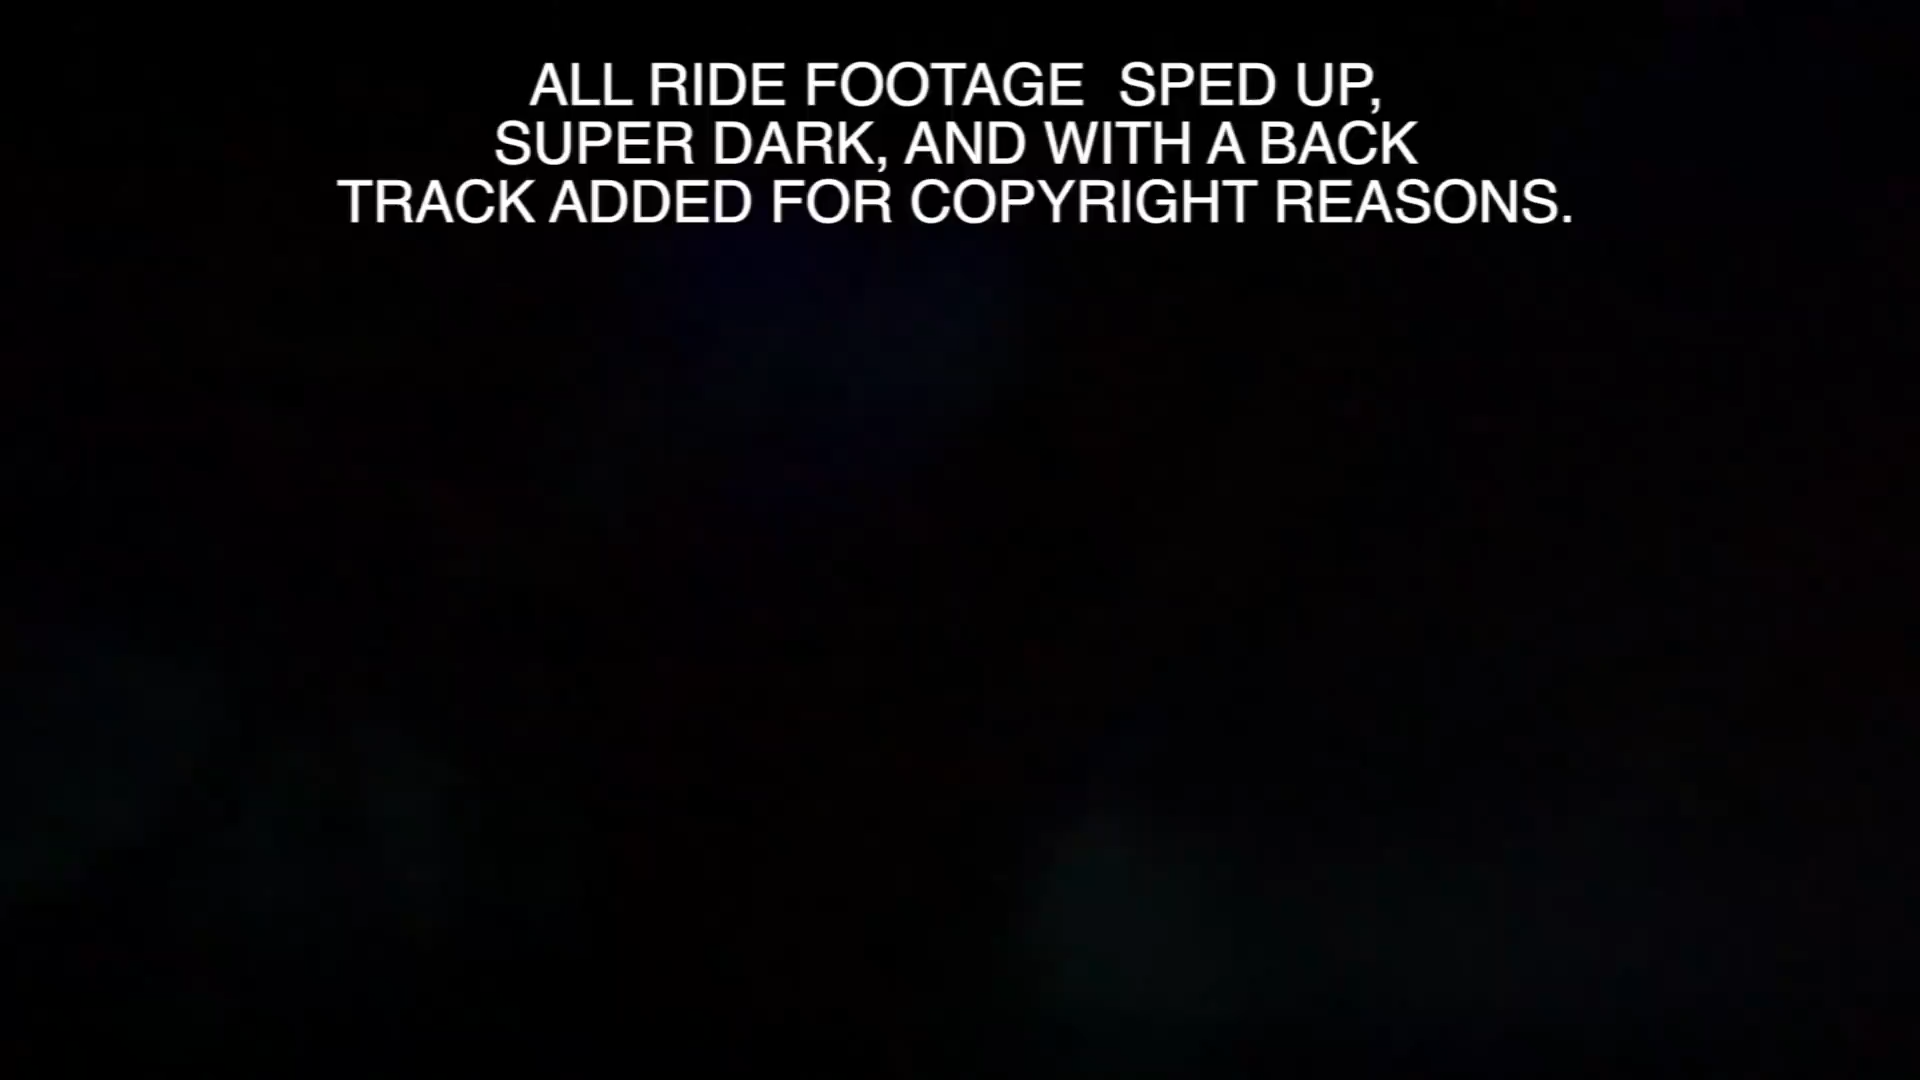 ALL RIDE FOOTAGE  SPED UP,
SUPER DARK, AND WITH A BACK
TRACK ADDED FOR COPYRIGHT REASONS.